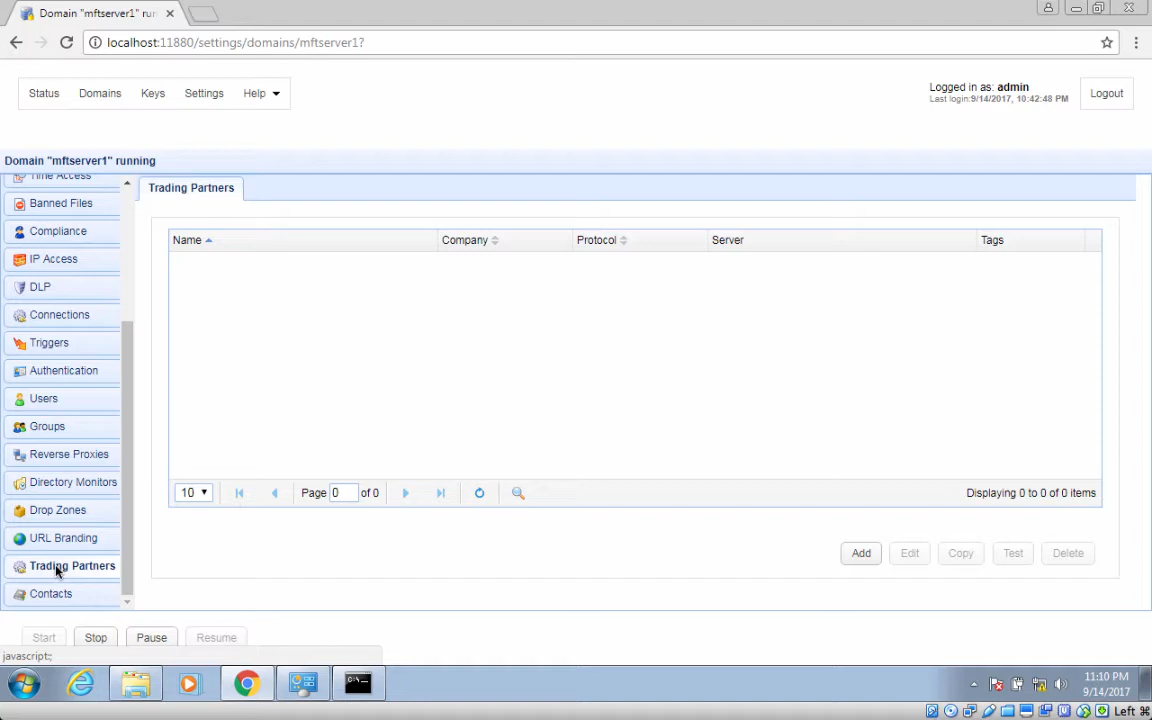 Domain "mftserver1" run
localhost:11880/settings/domains/mftserver1?
Status Domains Keys Settings Help
Logged in as: admin
Last login:9/14/2017, 10:42:48 PM
Logout
Domain "mftserver1" running
Time Access
Banned Files
Compliance
IP Access
DLP
Connections
Triggers
Authentication
Users
Groups
Reverse Proxies
Directory Monitors
Drop Zones
URL Branding
Trading Partners
Contacts
Trading Partners
Name Company Protocol Server Tags
10 Page 0 of 0 Displaying 0 to 0 of 0 items
Add Edit Copy Test Delete
Start Stop Pause Resume
javascript:;
11:10 PM
9/14/2017
Left ⌘